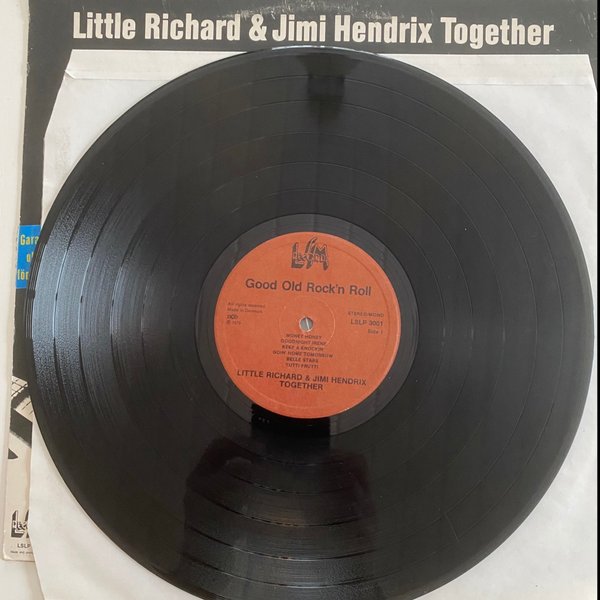 Little Richard & Jimi Hendrix Together
Good Old Rock'n Roll
All rights reserved
Made in Denmark
ncb
STEREO/MONO
LSLP 3001
Side 1
MONEY HONEY
GOODNIGHT IRENE
KEEP A KNOCKIN
GOIN' HOME TOMORROW
BELLE STARS
TUTTI FRUTTI
LITTLE RICHARD & JIMI HENDRIX
TOGETHER